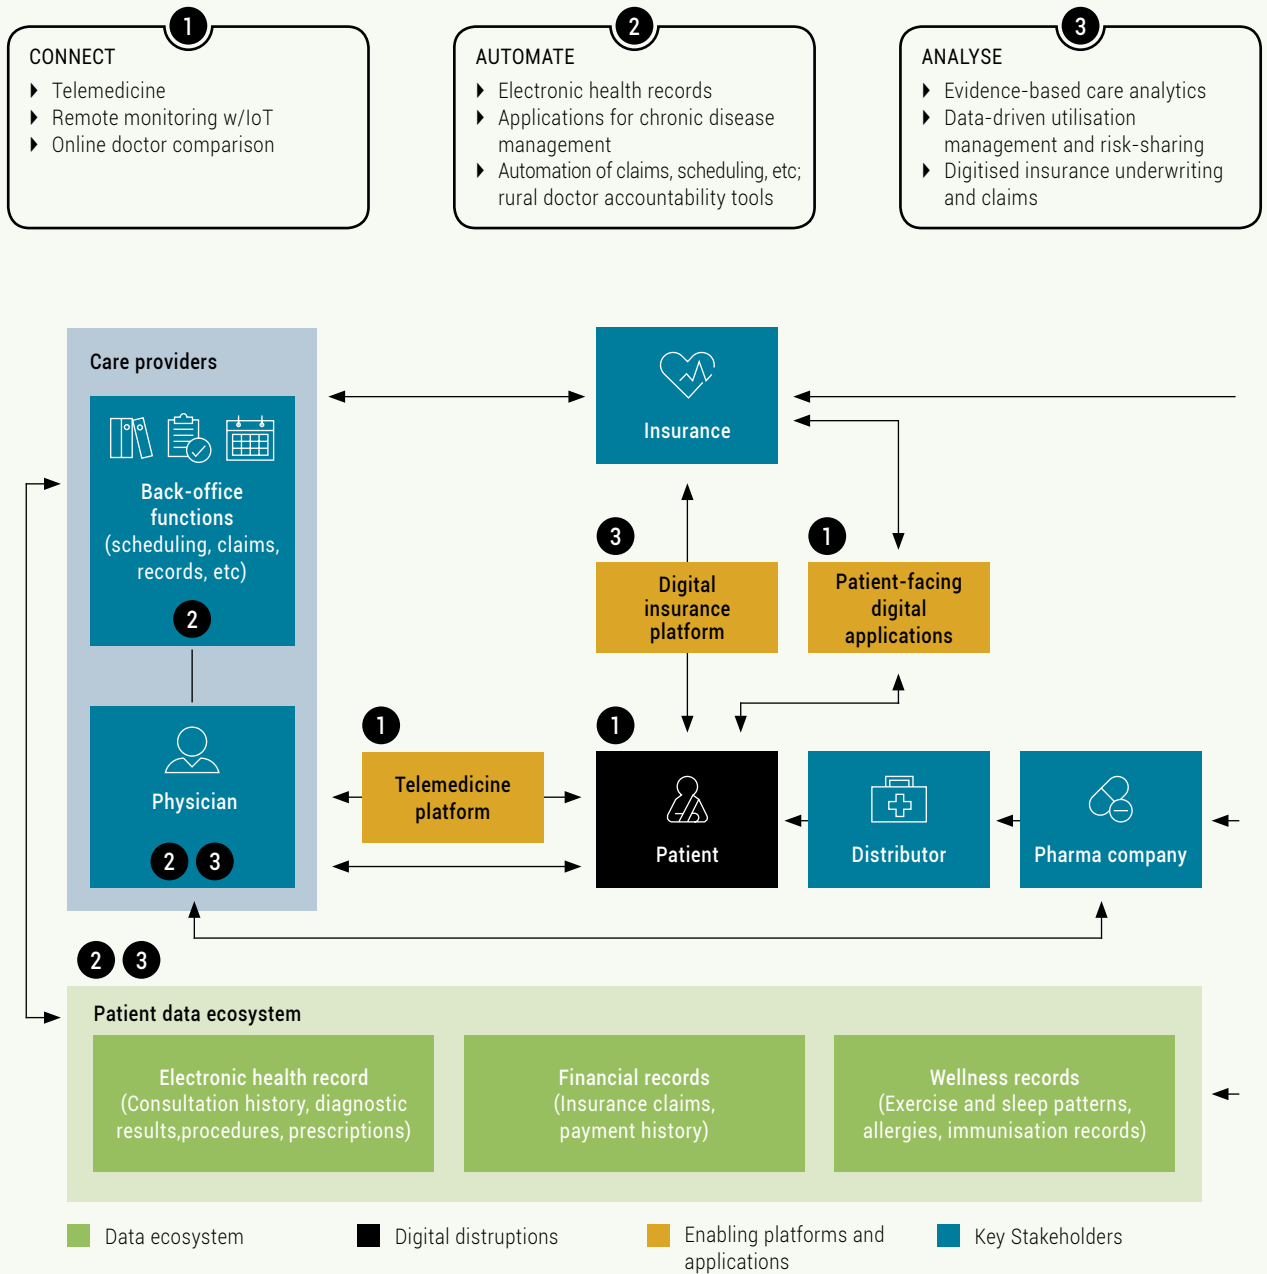 1
CONNECT
Telemedicine
Remote monitoring w/IoT
Online doctor comparison
2
AUTOMATE
Electronic health records
Applications for chronic disease
management
Automation of claims, scheduling, etc;
rural doctor accountability tools
3
ANALYSE
Evidence-based care analytics
Data-driven utilisation
management and risk-sharing
Digitised insurance underwriting
and claims
Care providers
Back-office
functions
(scheduling, claims,
records, etc)
2
Physician
2 3
Insurance
3
Digital
insurance
platform
1
Patient-facing
digital
applications
1
Telemedicine
platform
1
Patient
Distributor
Pharma company
2 3
Patient data ecosystem
Electronic health record
(Consultation history, diagnostic
results,procedures, prescriptions)
Financial records
(Insurance claims,
payment history)
Wellness records
(Exercise and sleep patterns,
allergies, immunisation records)
Data ecosystem
Digital distruptions
Enabling platforms and
applications
Key Stakeholders